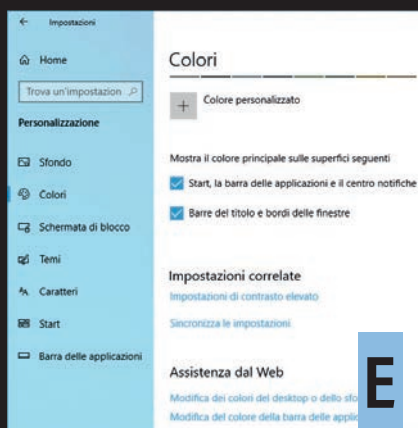 Impostazioni
Home
Trova un'impostazion
Personalizzazione
Sfondo
Colori
Schermata di blocco
Temi
Caratteri
Start
Barra delle applicazioni
Colori
Colore personalizzato
Mostra il colore principale sulle superfici seguenti
Start, la barra delle applicazioni e il centro notifiche
Barre del titolo e bordi delle finestre
Impostazioni correlate
Impostazioni di contrasto elevato
Sincronizza le impostazioni
Assistenza dal Web
Modifica dei colori del desktop o dello sfo
Modifica del colore della barra delle applic
E